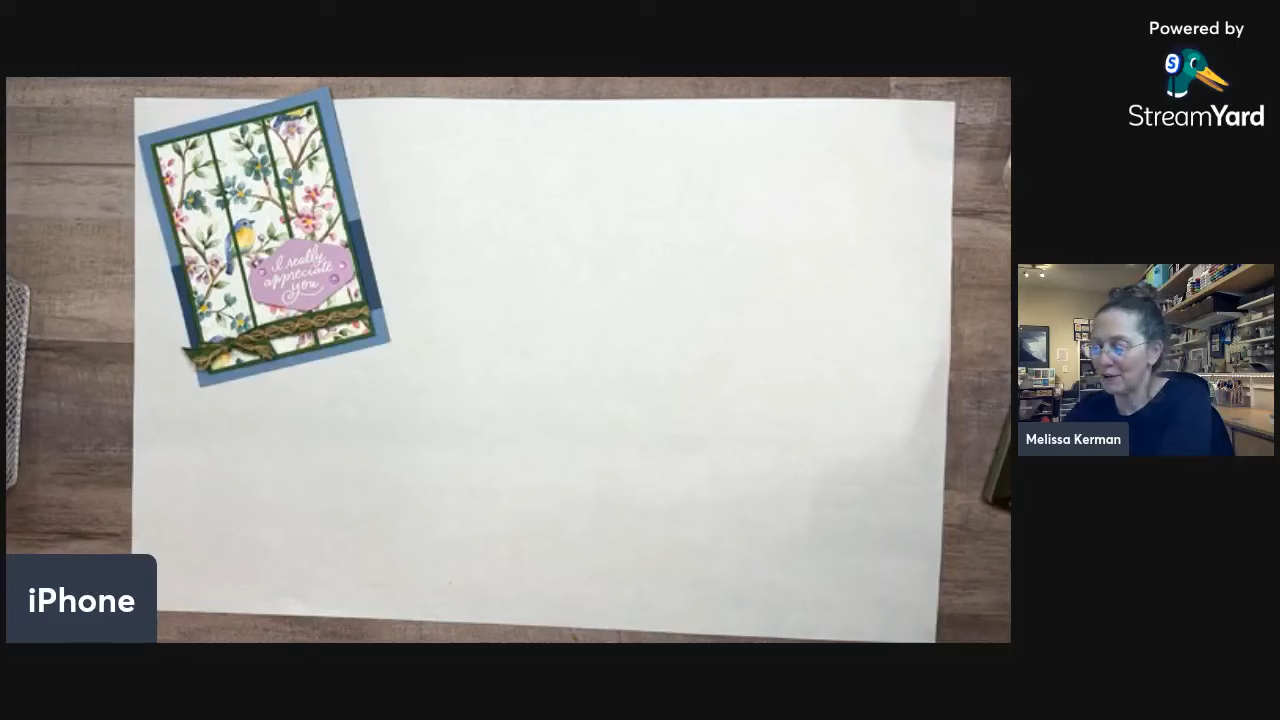 Powered by
S
StreamYard
I really
appreciate
you
Melissa Kerman
iPhone